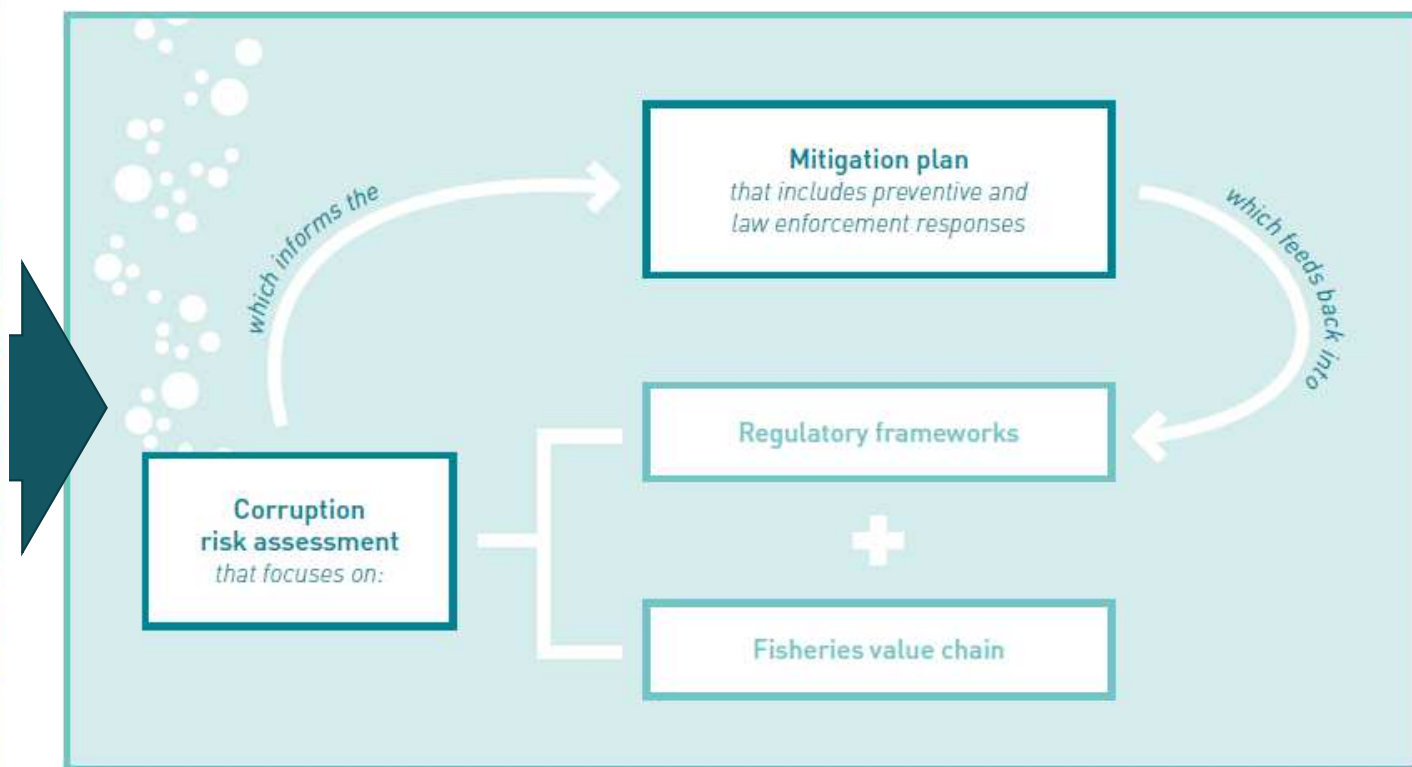 which informs the
Mitigation plan
that includes preventive and
law enforcement responses
which feeds back into
Corruption
risk assessment
that focuses on:
Regulatory frameworks
Fisheries value chain